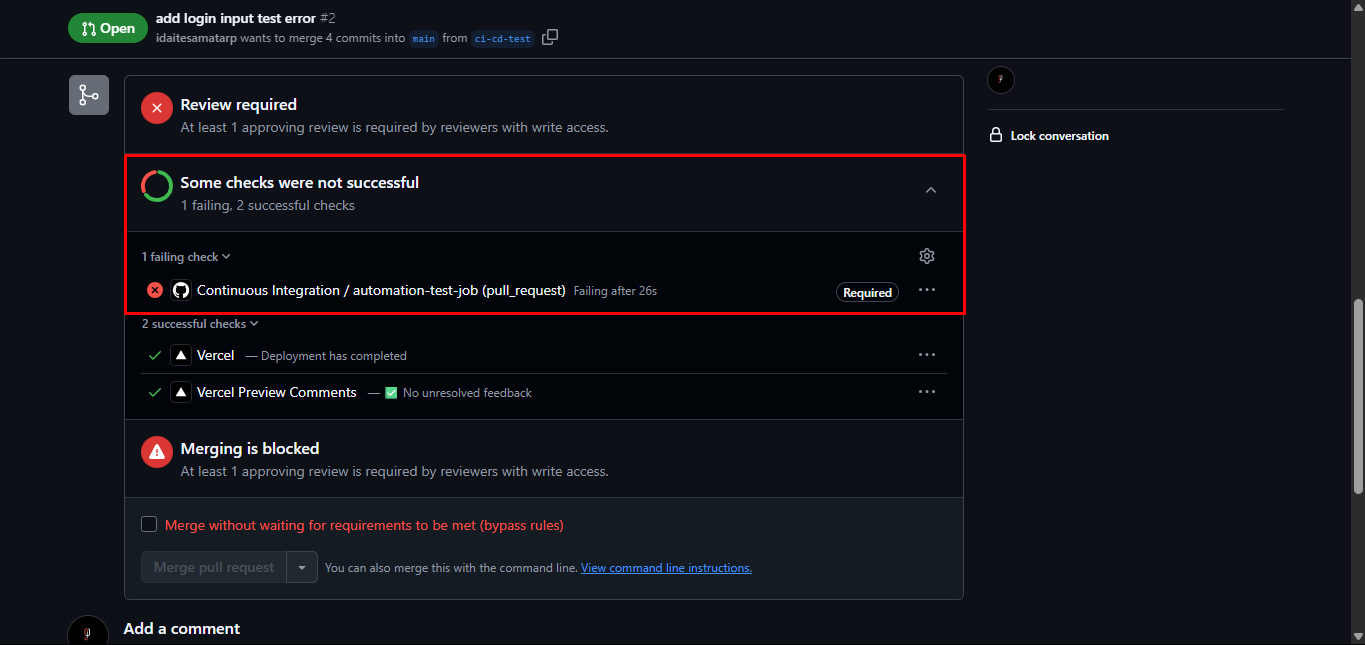 Open
add login input test error #2
idaitesamatarp wants to merge 4 commits into main from ci-cd-test
Review required
At least 1 approving review is required by reviewers with write access.
Lock conversation
Some checks were not successful
1 failing, 2 successful checks
1 failing check
Continuous Integration / automation-test-job (pull_request) Failing after 26s Required
2 successful checks
Vercel — Deployment has completed
Vercel Preview Comments — ✅ No unresolved feedback
Merging is blocked
At least 1 approving review is required by reviewers with write access.
Merge without waiting for requirements to be met (bypass rules)
Merge pull request You can also merge this with the command line. View command line instructions.
Add a comment